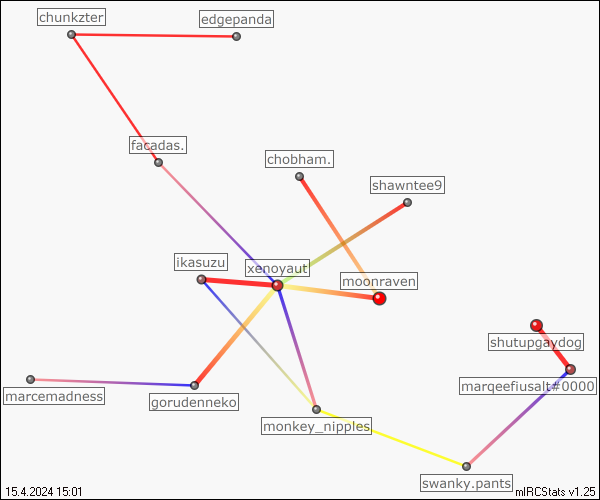 chunkzter
edgepanda
facadas.
chobham.
shawntee9
ikasuzu
xenoyaut
moonraven
shutupgaydog
marqeefiusalt#0000
marcemadness
gorudenneko
monkey_nipples
swanky.pants
15.4.2024 15:01
mIRCStats v1.25